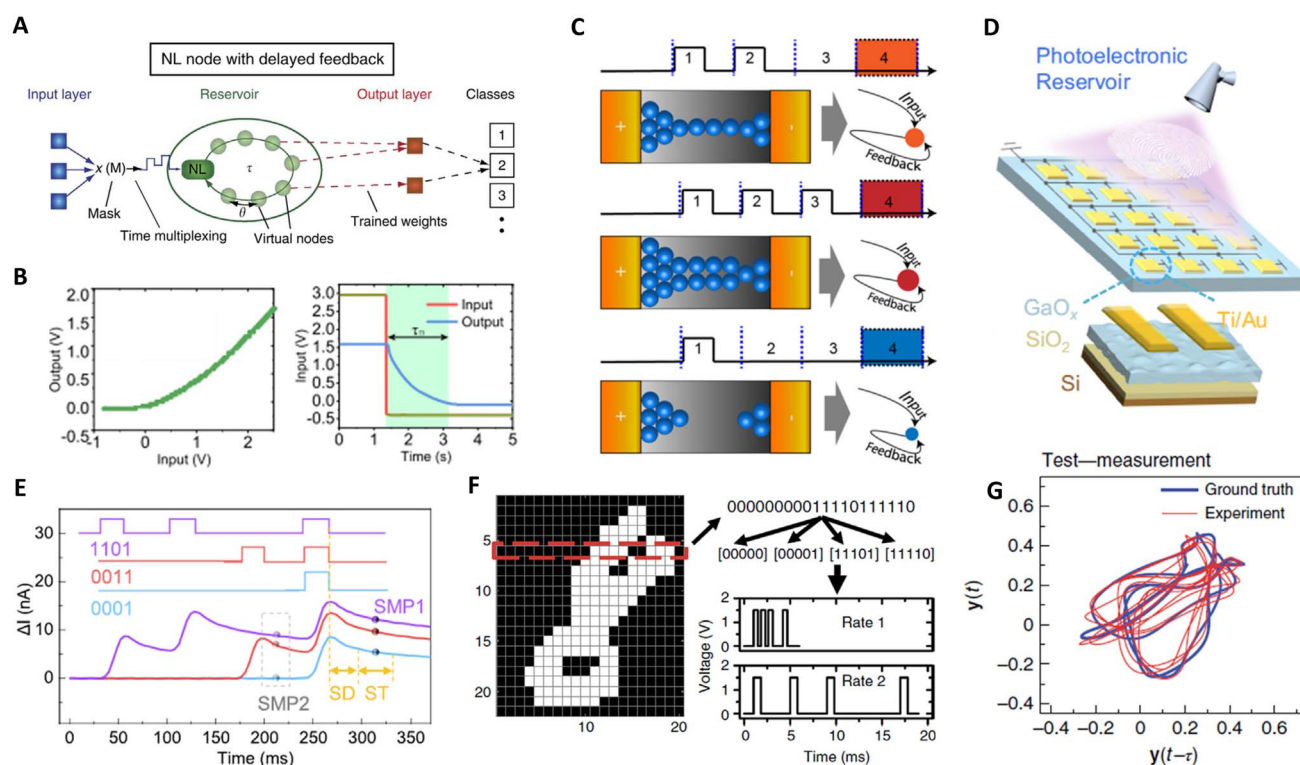 A
NL node with delayed feedback
Input layer
Reservoir
Output layer
Classes
x (M)
NL
τ
θ
1
2
3
Mask
Time multiplexing
Virtual nodes
Trained weights
B
Output (V)
2.0
1.5
1.0
0.5
0.0
-0.5
-1
0
1
2
Input (V)
Input (V)
3.0
2.5
2.0
1.5
1.0
0.5
0.0
-0.5
Input
Output
0
1
2
3
4
5
Time (s)
C
1
2
3
4
+
-
Input
Feedback
1
2
3
4
+
-
Input
Feedback
1
2
3
4
+
-
Input
Feedback
D
Photoelectronic
Reservoir
GaOx
Ti/Au
SiO2
Si
E
ΔI (nA)
30
20
10
0
1101
0011
0001
SMP1
SMP2
SD
ST
0
50
100
150
200
250
300
350
Time (ms)
F
5
10
15
20
10
20
00000000001111011111​0
[00000] [00001] [11101] [11110]
Voltage (V)
2
1
0
Rate 1
2
1
0
Rate 2
0
5
10
15
20
Time (ms)
Test—measurement
G
Ground truth
Experiment
y(t)
0.4
0.2
0
−0.2
−0.4
−0.4
−0.2
0
0.2
0.4
0.6
y(t−τ)